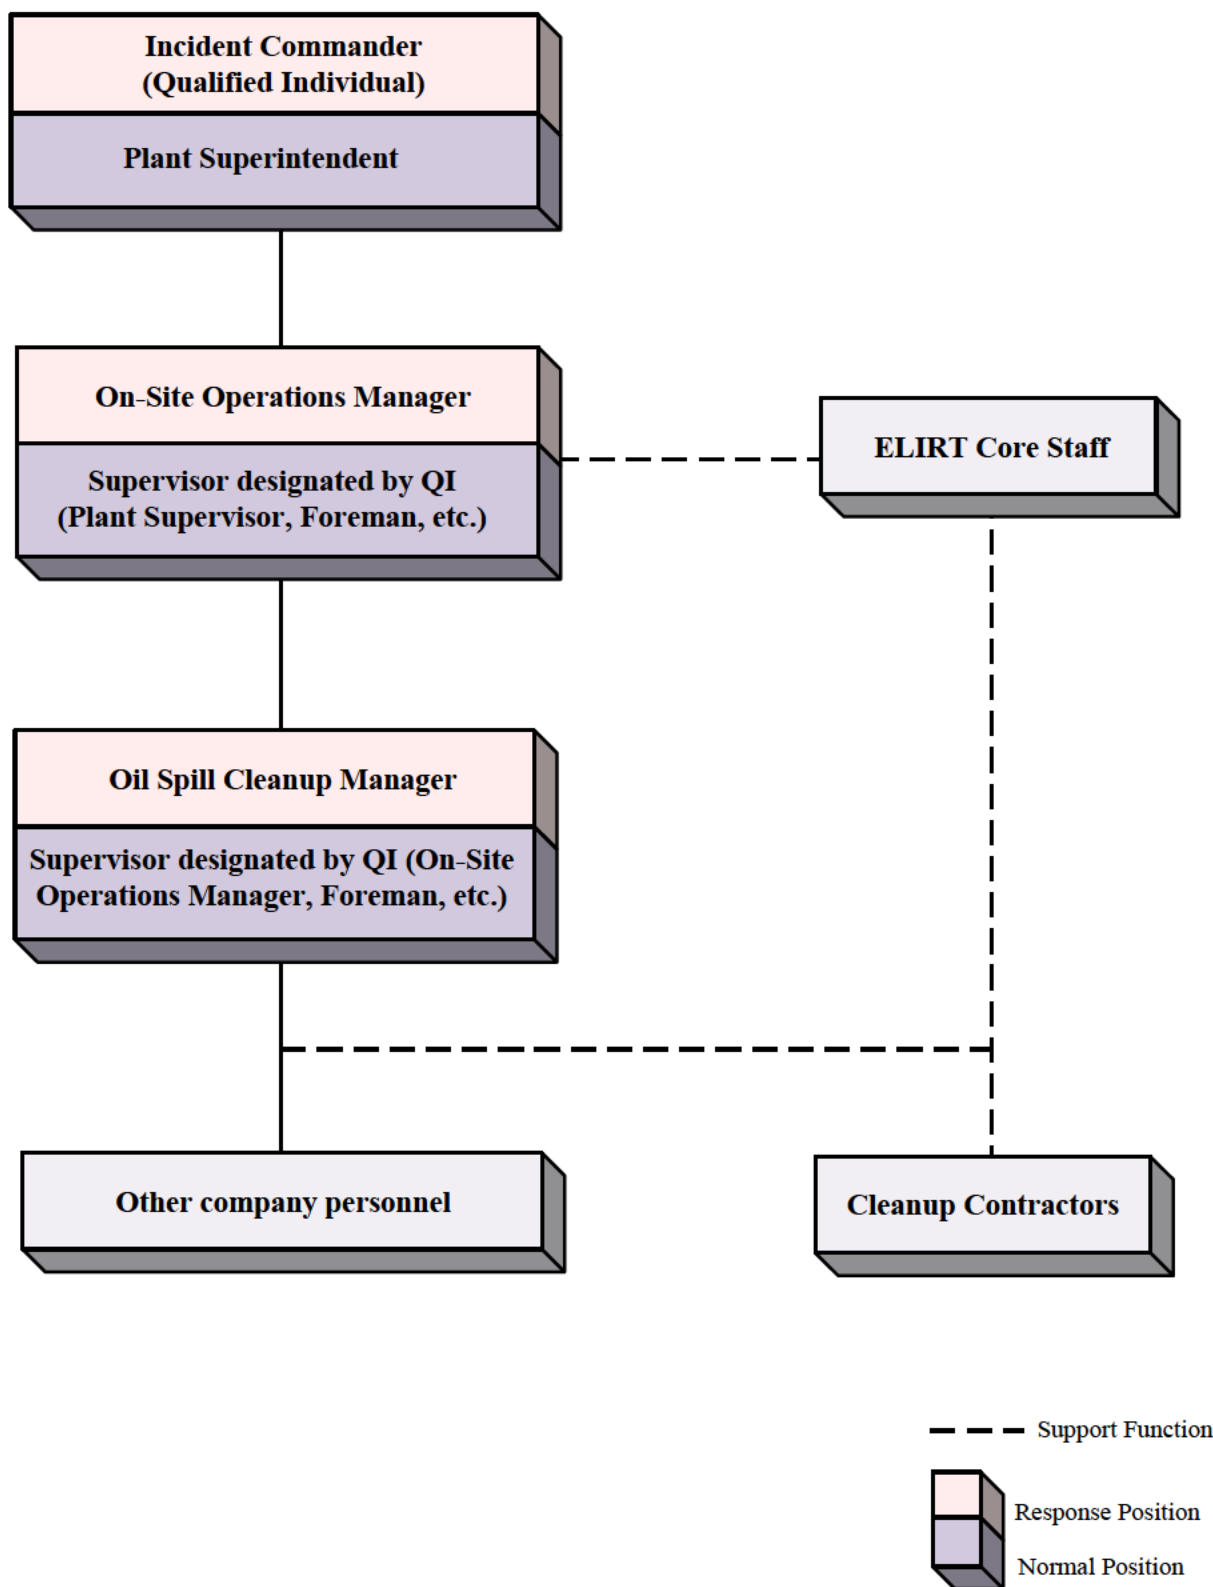 Incident Commander
(Qualified Individual)
Plant Superintendent
On-Site Operations Manager
Supervisor designated by QI
(Plant Supervisor, Foreman, etc.)
ELIRT Core Staff
Oil Spill Cleanup Manager
Supervisor designated by QI (On-Site
Operations Manager, Foreman, etc.)
Other company personnel
Cleanup Contractors
Support Function
Response Position
Normal Position